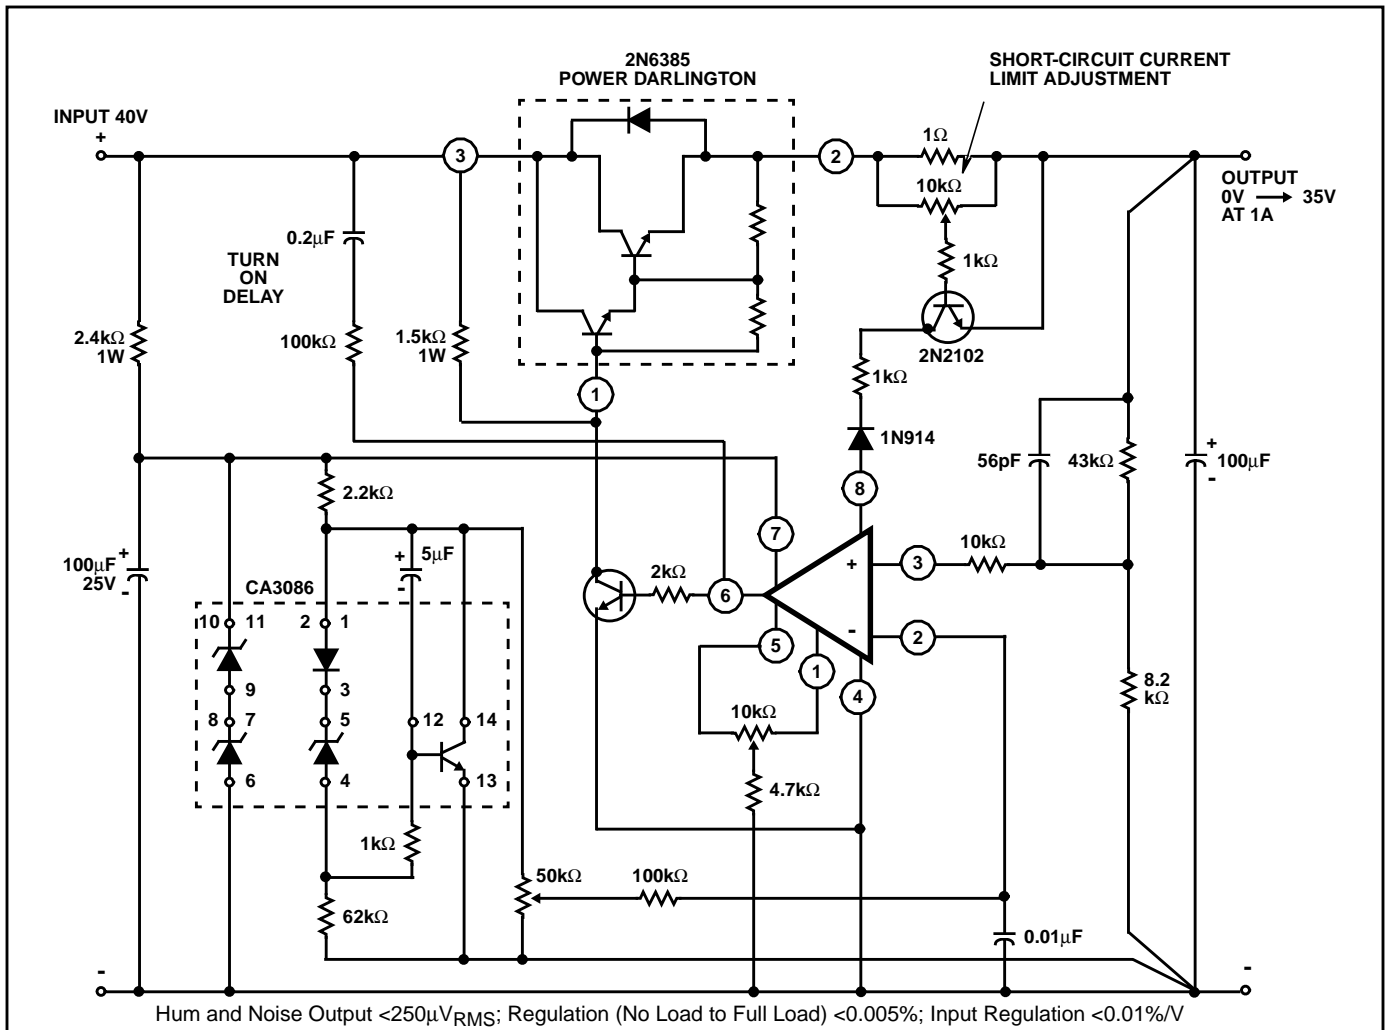 2N6385
POWER DARLINGTON
SHORT-CIRCUIT CURRENT
LIMIT ADJUSTMENT
INPUT 40V
+
3
2
1Ω
10kΩ
OUTPUT
0V → 35V
AT 1A
0.2μF
TURN
ON
DELAY
1kΩ
2.4kΩ
1W
100kΩ
1.5kΩ
1W
2N2102
1kΩ
1
1N914
56pF
43kΩ
+
100μF
-
2.2kΩ
8
7
5μF
+
-
10kΩ
3
+
100μF
25V
+
-
CA3086
2kΩ
6
10
11
2
1
-
2
5
1
4
9
3
8
7
5
12
14
10kΩ
8.2
kΩ
6
4
13
4.7kΩ
1kΩ
50kΩ
100kΩ
62kΩ
0.01μF
-
-
Hum and Noise Output <250μVRMS; Regulation (No Load to Full Load) <0.005%; Input Regulation <0.01%/V